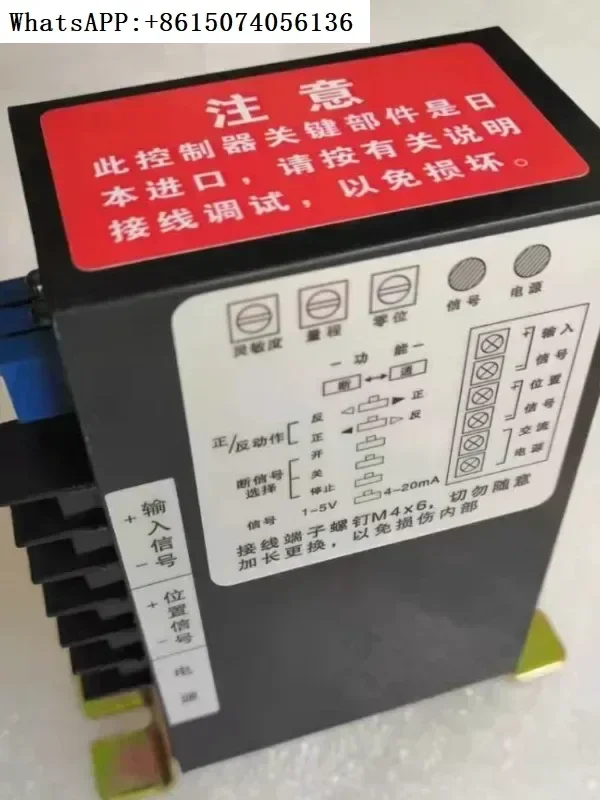 WhatsAPP:+8615074056136
注意
此控制器关键部件是日
本进口，请按有关说明
接线调试，以免损坏。
灵敏度 量程 零位 信号 电源
一功能一
断 通
正/反动作
反 正
正 反
开
断信号
选择
关
停止
信号 1~5V 4~20mA
+ 输入
- 信号
+ 位置
- 信号
交流
电源
接线端子螺钉M4x6，切勿随意
加长更换，以免损伤内部
+ 输入信号 -
+ 位置信号 -
电源